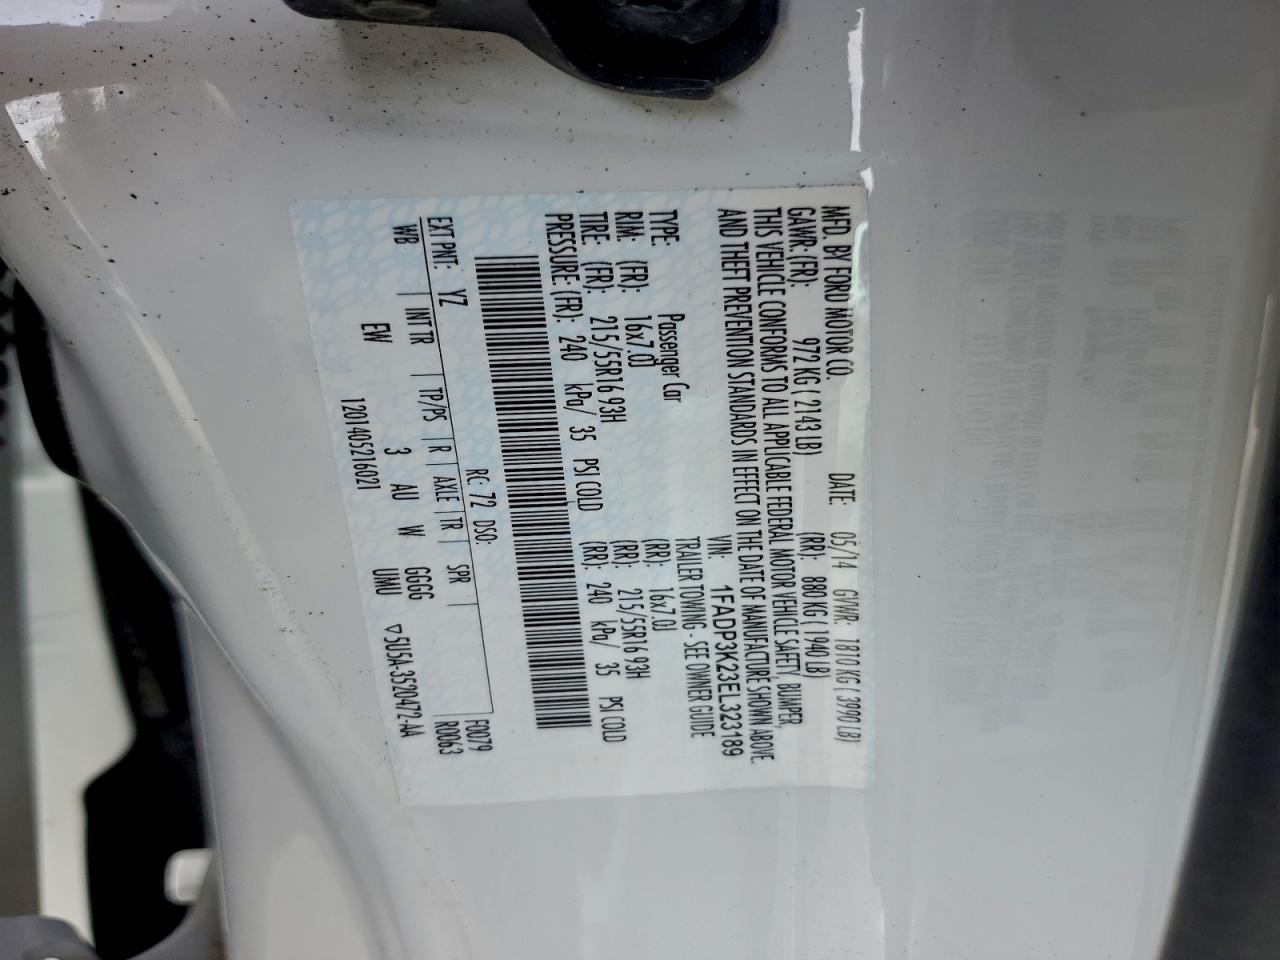 MFD. BY FORD MOTOR CO. DATE: 05/14 GVWR: 1810 KG ( 3990 LB)
GAWR: (FR): 972 KG ( 2143 LB) (RR): 880 KG ( 1940 LB)
THIS VEHICLE CONFORMS TO ALL APPLICABLE FEDERAL MOTOR VEHICLE SAFETY, BUMPER,
AND THEFT PREVENTION STANDARDS IN EFFECT ON THE DATE OF MANUFACTURE SHOWN ABOVE.
VIN: 1FADP3K23EL323189
TYPE: Passenger Car TRAILER TOWING - SEE OWNER GUIDE
RIM: (FR): 16x7.0J (RR): 16x7.0J
TIRE: (FR): 215/55R16 93H (RR): 215/55R16 93H
PRESSURE: (FR): 240 kPa/ 35 PSI COLD (RR): 240 kPa/ 35 PSI COLD
RC: 72 DSO: F0079
EXT PNT: YZ R0063
WB | INT TR | TP/PS | R | AXLE | TR | SPR |
EW 3 AU W GGGG ▽5U5A-3520472-AA
1201405216021 UMU